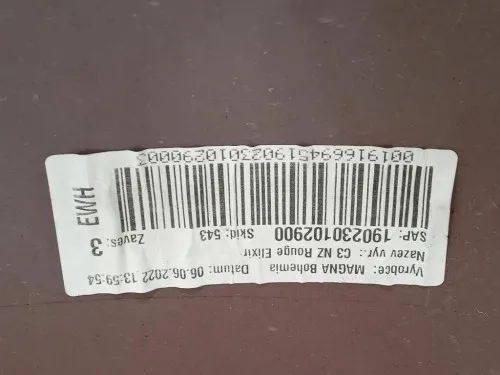 Vyrobce: MAGNA Bohemia Datum: 06.06.2022 13:59:54
Nazev vyr.: C3 NZ Rouge Elixir
SAP: 190230102900 Skid: 543 Zaves: 3
001916694519023010290003
EWH